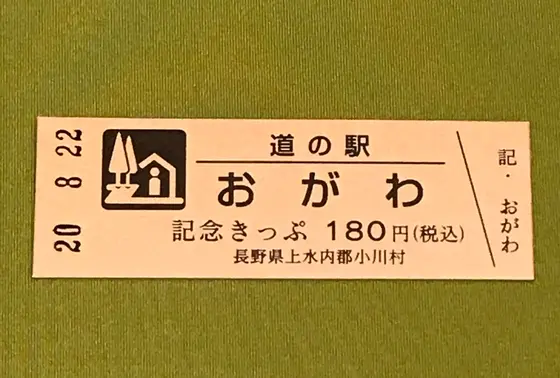 20 8 22
道の駅
おがわ
記念きっぷ 180円(税込)
長野県上水内郡小川村
記・おがわ